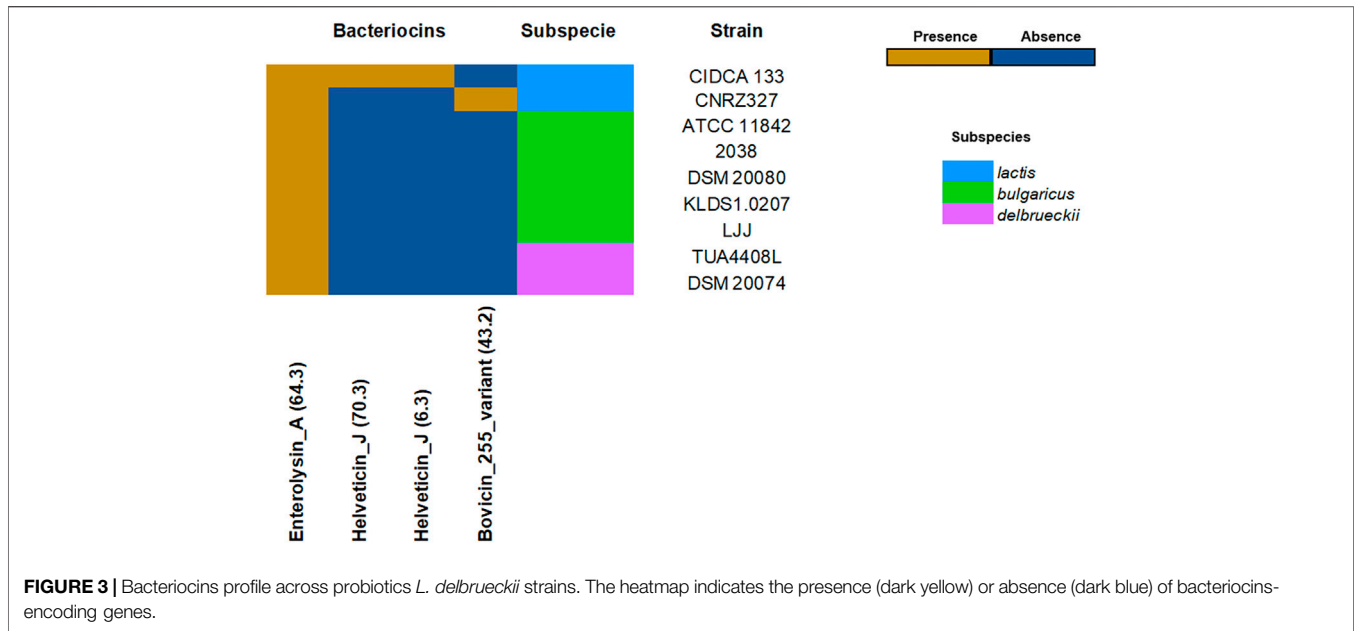 Bacteriocins Subspecie Strain
Presence Absence
CIDCA 133
CNRZ327
ATCC 11842
2038
DSM 20080
KLDS1.0207
LJJ
TUA4408L
DSM 20074
Subspecies
lactis
bulgaricus
delbrueckii
Enterolysin_A (64.3)
Helveticin_J (70.3)
Helveticin_J (6.3)
Bovicin_255_variant (43.2)
FIGURE 3 | Bacteriocins profile across probiotics L. delbrueckii strains. The heatmap indicates the presence (dark yellow) or absence (dark blue) of bacteriocins-
encoding genes.